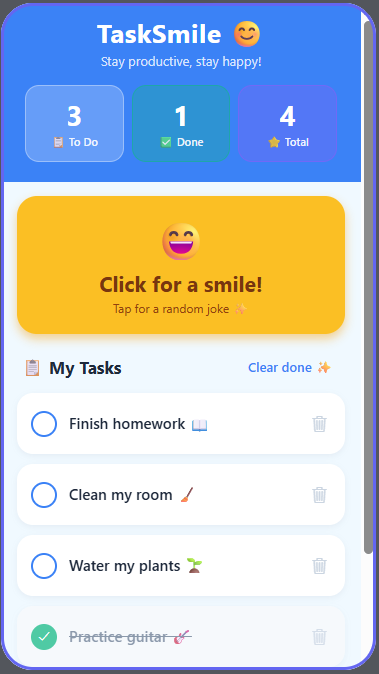 TaskSmile 😊
Stay productive, stay happy!
3
📋 To Do
1
✅ Done
4
⭐ Total
😄
Click for a smile!
Tap for a random joke ✨
📋 My Tasks
Clear done ✨
Finish homework 📖
Clean my room 🧹
Water my plants 🌱
Practice guitar 🎸